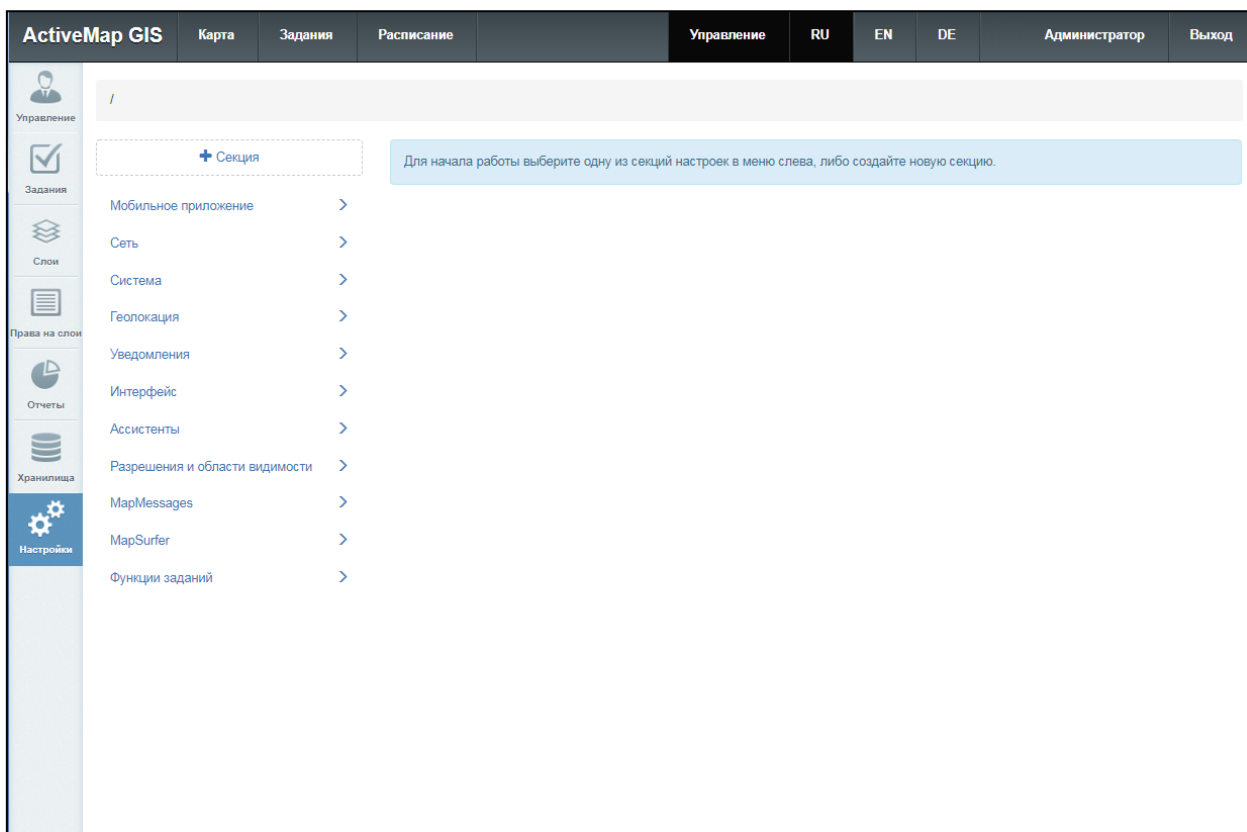 ActiveMap GIS Карта Задания Расписание Управление RU EN DE Администратор Выход
Управление
Задания
Слои
Права на слои
Отчеты
Хранилища
Настройки
/
+ Секция
Мобильное приложение
Сеть
Система
Геолокация
Уведомления
Интерфейс
Ассистенты
Разрешения и области видимости
MapMessages
MapSurfer
Функции заданий
Для начала работы выберите одну из секций настроек в меню слева, либо создайте новую секцию.